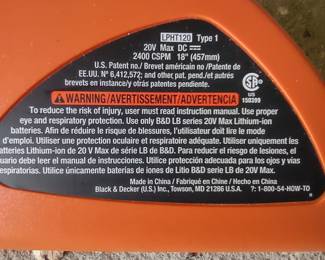 LPHT120 Type 1
20V Max DC
2400 CSPM 18" (457mm)
U.S. Patent no./ Brevet américain no./ Patente en
EE.UU. Nº 6,412,572; and other pat. pend./et autres
brevets en instance/y otras patentes pendientes.
US
150399
WARNING/AVERTISSEMENT/ADVERTENCIA
To reduce the risk of injury, user must read instruction manual. Use proper
eye and respiratory protection. Use only B&D LB series 20V Max Lithium-ion
batteries. Afin de réduire le risque de blessures, l'utilisateur doit lire le mode
d'emploi. Utiliser une protection oculaire et respiratoire adéquate. Utiliser uniquement les
batteries Lithium-ion de 20 V Max de série LB de B&D. Para reducir el riesgo de lesiones, el
uario debe leer el manual de instrucciones. Utilice protección adecuada para los ojos y vías
espiratorias. Utilice únicamente baterías de iones de Litio B&D serie LB de 20V Max.
Made in China / Fabriqué en Chine / Hecho en China
Black & Decker (U.S.) Inc., Towson, MD 21286 U.S.A. ?: 1-800-54-HOW-TO